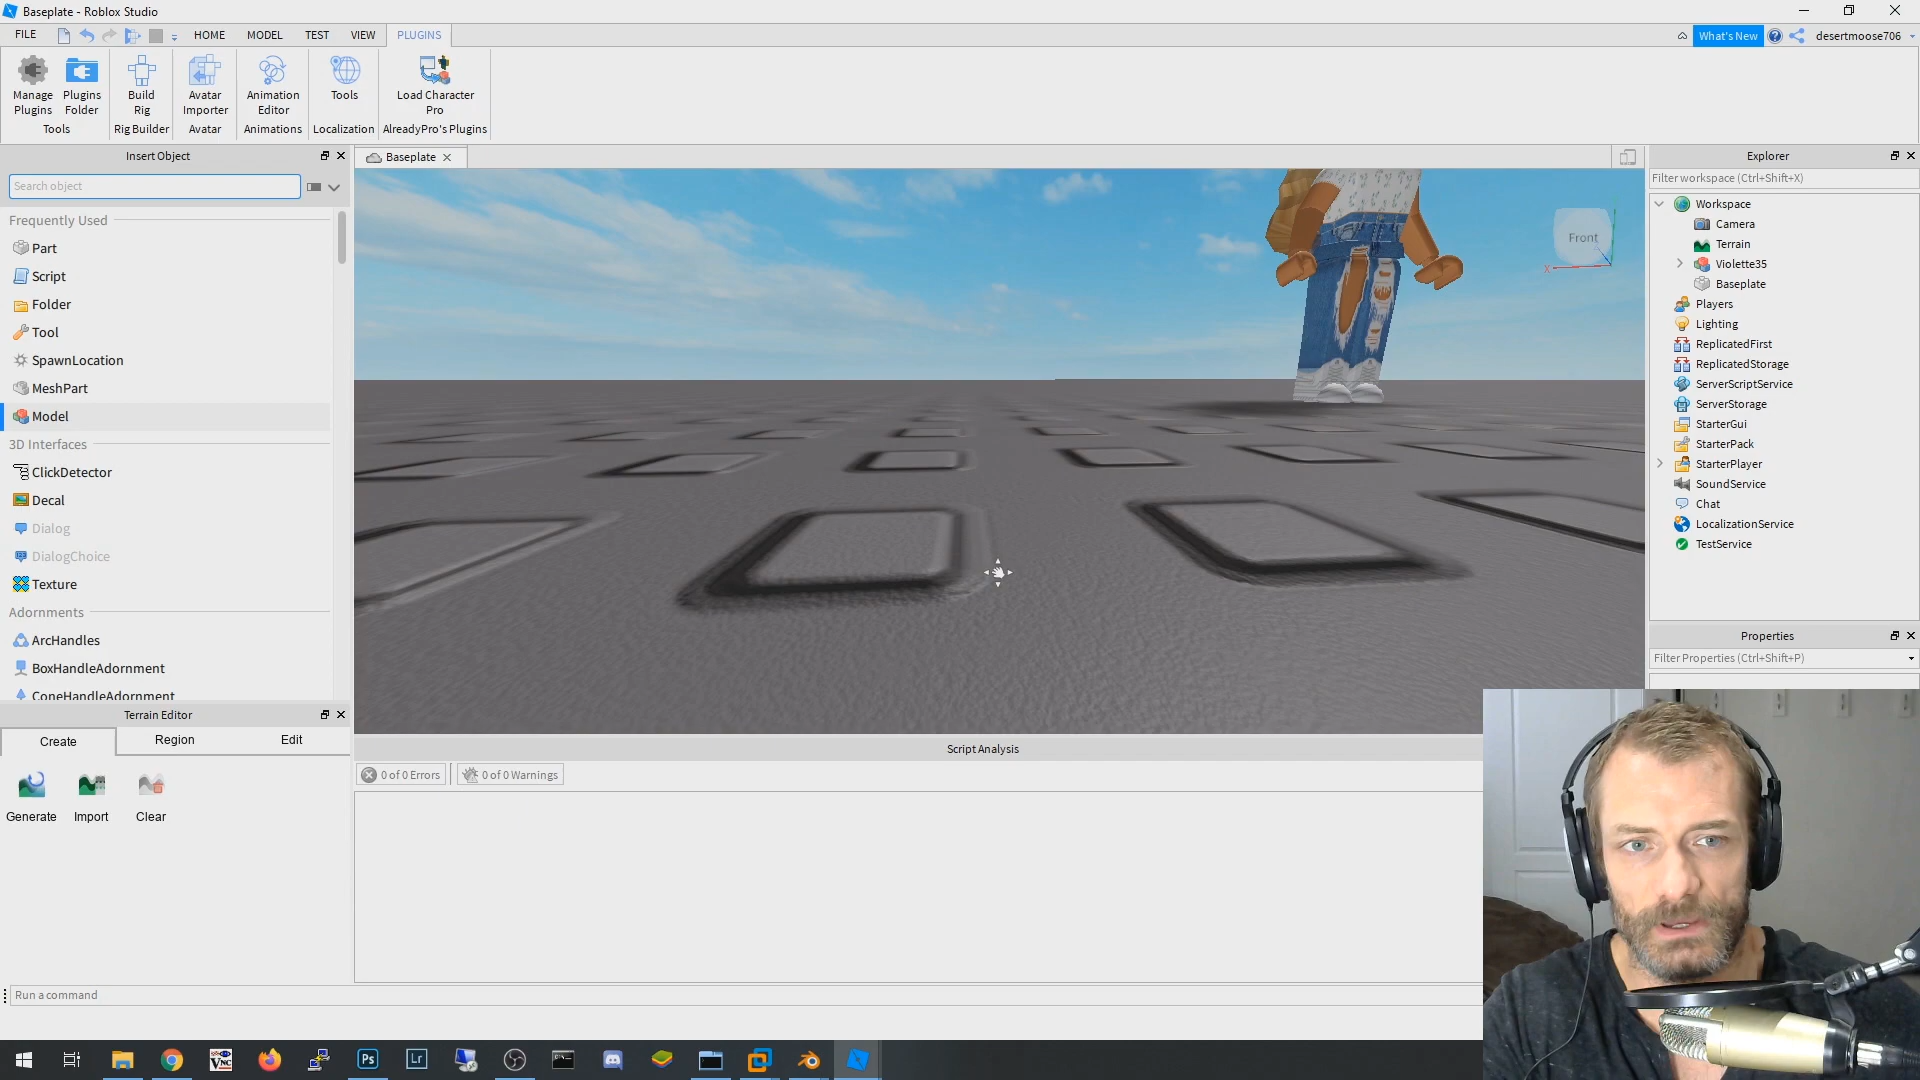 Baseplate - Roblox Studio
FILE
HOME
MODEL
TEST
VIEW
PLUGINS
What's New
desertmoose706
Manage Plugins
Plugins Folder
Build Rig
Avatar Importer
Animation Editor
Tools
Load Character Pro
Tools
Rig Builder
Avatar
Animations
Localization
AlreadyPro's Plugins
Insert Object
Search object
Frequently Used
Part
Script
Folder
Tool
SpawnLocation
MeshPart
Model
3D Interfaces
ClickDetector
Decal
Dialog
DialogChoice
Texture
Adornments
ArcHandles
BoxHandleAdornment
ConeHandleAdornment
Terrain Editor
Create
Region
Edit
Generate
Import
Clear
Baseplate
Front
X
Script Analysis
0 of 0 Errors
0 of 0 Warnings
Run a command
Explorer
Filter workspace (Ctrl+Shift+X)
Workspace
Camera
Terrain
Violette35
Baseplate
Players
Lighting
ReplicatedFirst
ReplicatedStorage
ServerScriptService
ServerStorage
StarterGui
StarterPack
StarterPlayer
SoundService
Chat
LocalizationService
TestService
Properties
Filter Properties (Ctrl+Shift+P)
VNC
Ps
Lr